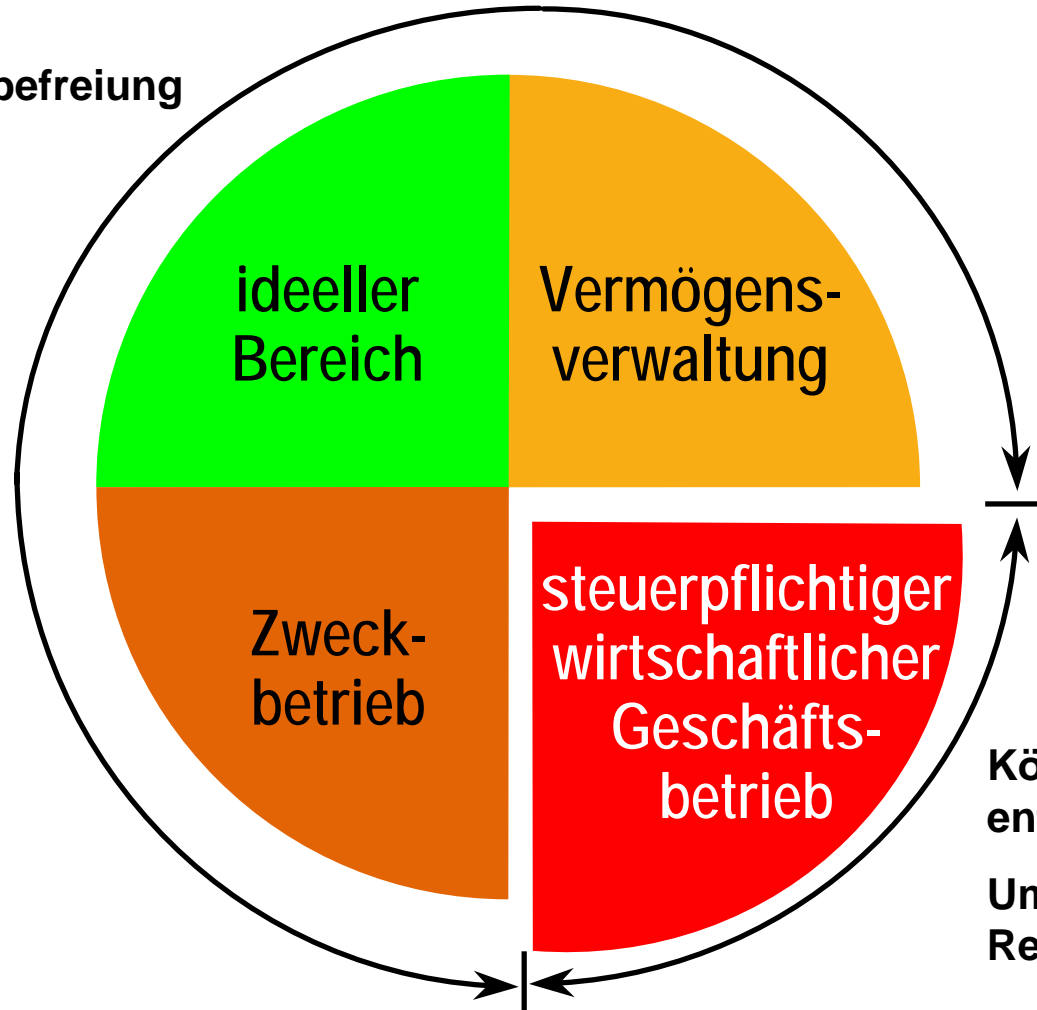 befreiung
ideeller
Bereich
Vermögens-
verwaltung
Zweck-
betrieb
steuerpflichtiger
wirtschaftlicher
Geschäfts-
betrieb